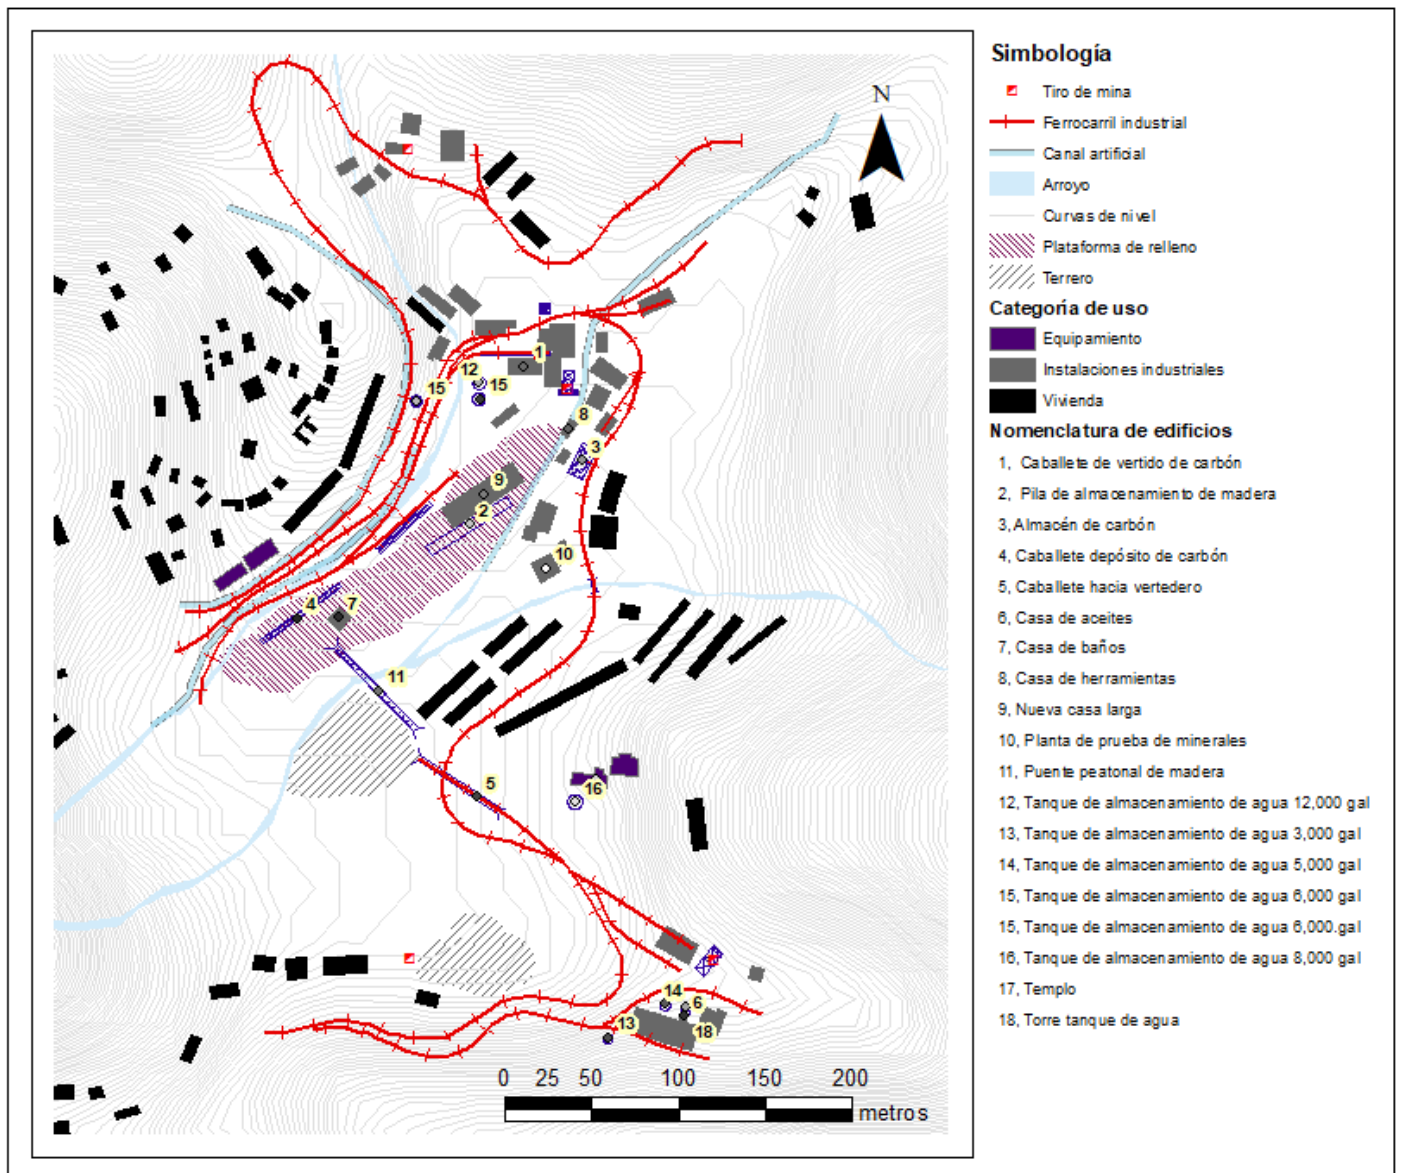 N
1
12
15
15
8
3
9
2
10
4
7
11
5
16
14
6
13
18
0 25 50 100 150 200
metros
Simbología
Tiro de mina
Ferrocarril industrial
Canal artificial
Arroyo
Curvas de nivel
Plataforma de relleno
Terrero
Categoría de uso
Equipamiento
Instalaciones industriales
Vivienda
Nomenclatura de edificios
1, Caballete de vertido de carbón
2, Pila de almacenamiento de madera
3, Almacén de carbón
4, Caballete depósito de carbón
5, Caballete hacia vertedero
6, Casa de aceites
7, Casa de baños
8, Casa de herramientas
9, Nueva casa larga
10, Planta de prueba de minerales
11, Puente peatonal de madera
12, Tanque de almacenamiento de agua 12,000 gal
13, Tanque de almacenamiento de agua 3,000 gal
14, Tanque de almacenamiento de agua 5,000 gal
15, Tanque de almacenamiento de agua 6,000 gal
15, Tanque de almacenamiento de agua 6,000.gal
16, Tanque de almacenamiento de agua 8,000 gal
17, Templo
18, Torre tanque de agua